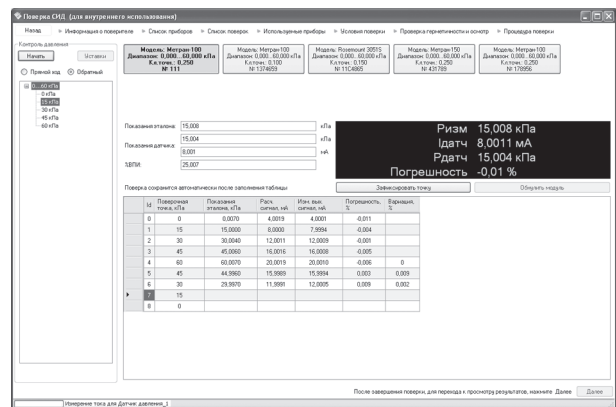 Поверка СИД (для внутреннего использования)
Назад » Информация о поверителе » Список приборов » Список поверок » Используемые приборы » Условия поверки » Проверка герметичности и осмотр » Процедура поверки
Контроль давления
Начать Уставки
Прямой ход Обратный
0...60 кПа
0 кПа
15 кПа
30 кПа
45 кПа
60 кПа
Модель: Метран-100 Модель: Метран-100 Модель: Rosemount 3051S Модель: Метран-150 Модель: Метран-100
Диапазон: 0,000...60,000 кПа Диапазон: 0,000...60,000 кПа Диапазон: 0,000...60,000 кПа Диапазон: 0,000...60,000 кПа Диапазон: 0,000...60,000 кПа
Кл.точн.: 0,250 Кл.точн.: 0,100 Кл.точн.: 0,150 Кл.точн.: 0,250 Кл.точн.: 0,250
№ 111 № 1374659 № 11C4065 № 431789 № 178956
Показания эталона: 15,008 кПа
Показания датчика: 15,004 кПа
8,001 мА
%ВПИ: 25,007
Ризм 15,008 кПа
Iдатч 8,0011 мА
Рдатч 15,004 кПа
Погрешность -0,01 %
Поверка сохранится автоматически после заполнения таблицы Зафиксировать точку Обнулить модуль
Id Поверочная точка, кПа Показания эталона, кПа Расч. сигнал, мА Изм. вых. сигнал, мА Погрешность, % Вариация, %
0 0 0,0070 4,0019 4,0001 -0,011
1 15 15,0000 8,0000 7,9994 -0,004
2 30 30,0040 12,0011 12,0009 -0,001
3 45 45,0060 16,0016 16,0008 -0,005
4 60 60,0070 20,0019 20,0010 -0,006 0
5 45 44,9960 15,9989 15,9994 0,003 0,009
6 30 29,9970 11,9991 12,0005 0,009 0,002
7 15
8 0
После завершения поверки, для перехода к просмотру результатов, нажмите Далее Далее
Измерение тока для Датчик давления_1